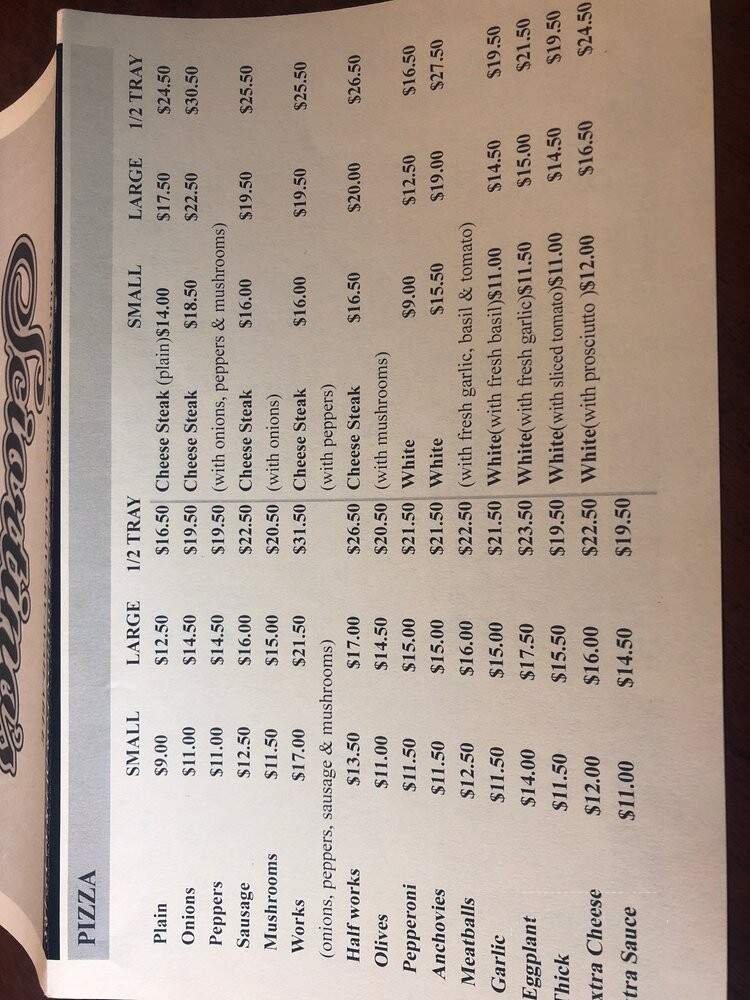 Sciortino's
PIZZA
SMALL LARGE 1/2 TRAY SMALL LARGE 1/2 TRAY
Plain $9.00 $12.50 $16.50 Cheese Steak (plain)$14.00 $17.50 $24.50
Onions $11.00 $14.50 $19.50 Cheese Steak $18.50 $22.50 $30.50
Peppers $11.00 $14.50 $19.50 (with onions, peppers & mushrooms)
Sausage $12.50 $16.00 $22.50 Cheese Steak $16.00 $19.50 $25.50
Mushrooms $11.50 $15.00 $20.50 (with onions)
Works $17.00 $21.50 $31.50 Cheese Steak $16.00 $19.50 $25.50
(onions, peppers, sausage & mushrooms) (with peppers)
Half works $13.50 $17.00 $26.50 Cheese Steak $16.50 $20.00 $26.50
Olives $11.00 $14.50 $20.50 (with mushrooms)
Pepperoni $11.50 $15.00 $21.50 White $9.00 $12.50 $16.50
Anchovies $11.50 $15.00 $21.50 White $15.50 $19.00 $27.50
Meatballs $12.50 $16.00 $22.50 (with fresh garlic, basil & tomato)
Garlic $11.50 $15.00 $21.50 White(with fresh basil)$11.00 $14.50 $19.50
Eggplant $14.00 $17.50 $23.50 White(with fresh garlic)$11.50 $15.00 $21.50
Thick $11.50 $15.50 $19.50 White(with sliced tomato)$11.00 $14.50 $19.50
xtra Cheese $12.00 $16.00 $22.50 White(with prosciutto )$12.00 $16.50 $24.50
tra Sauce $11.00 $14.50 $19.50